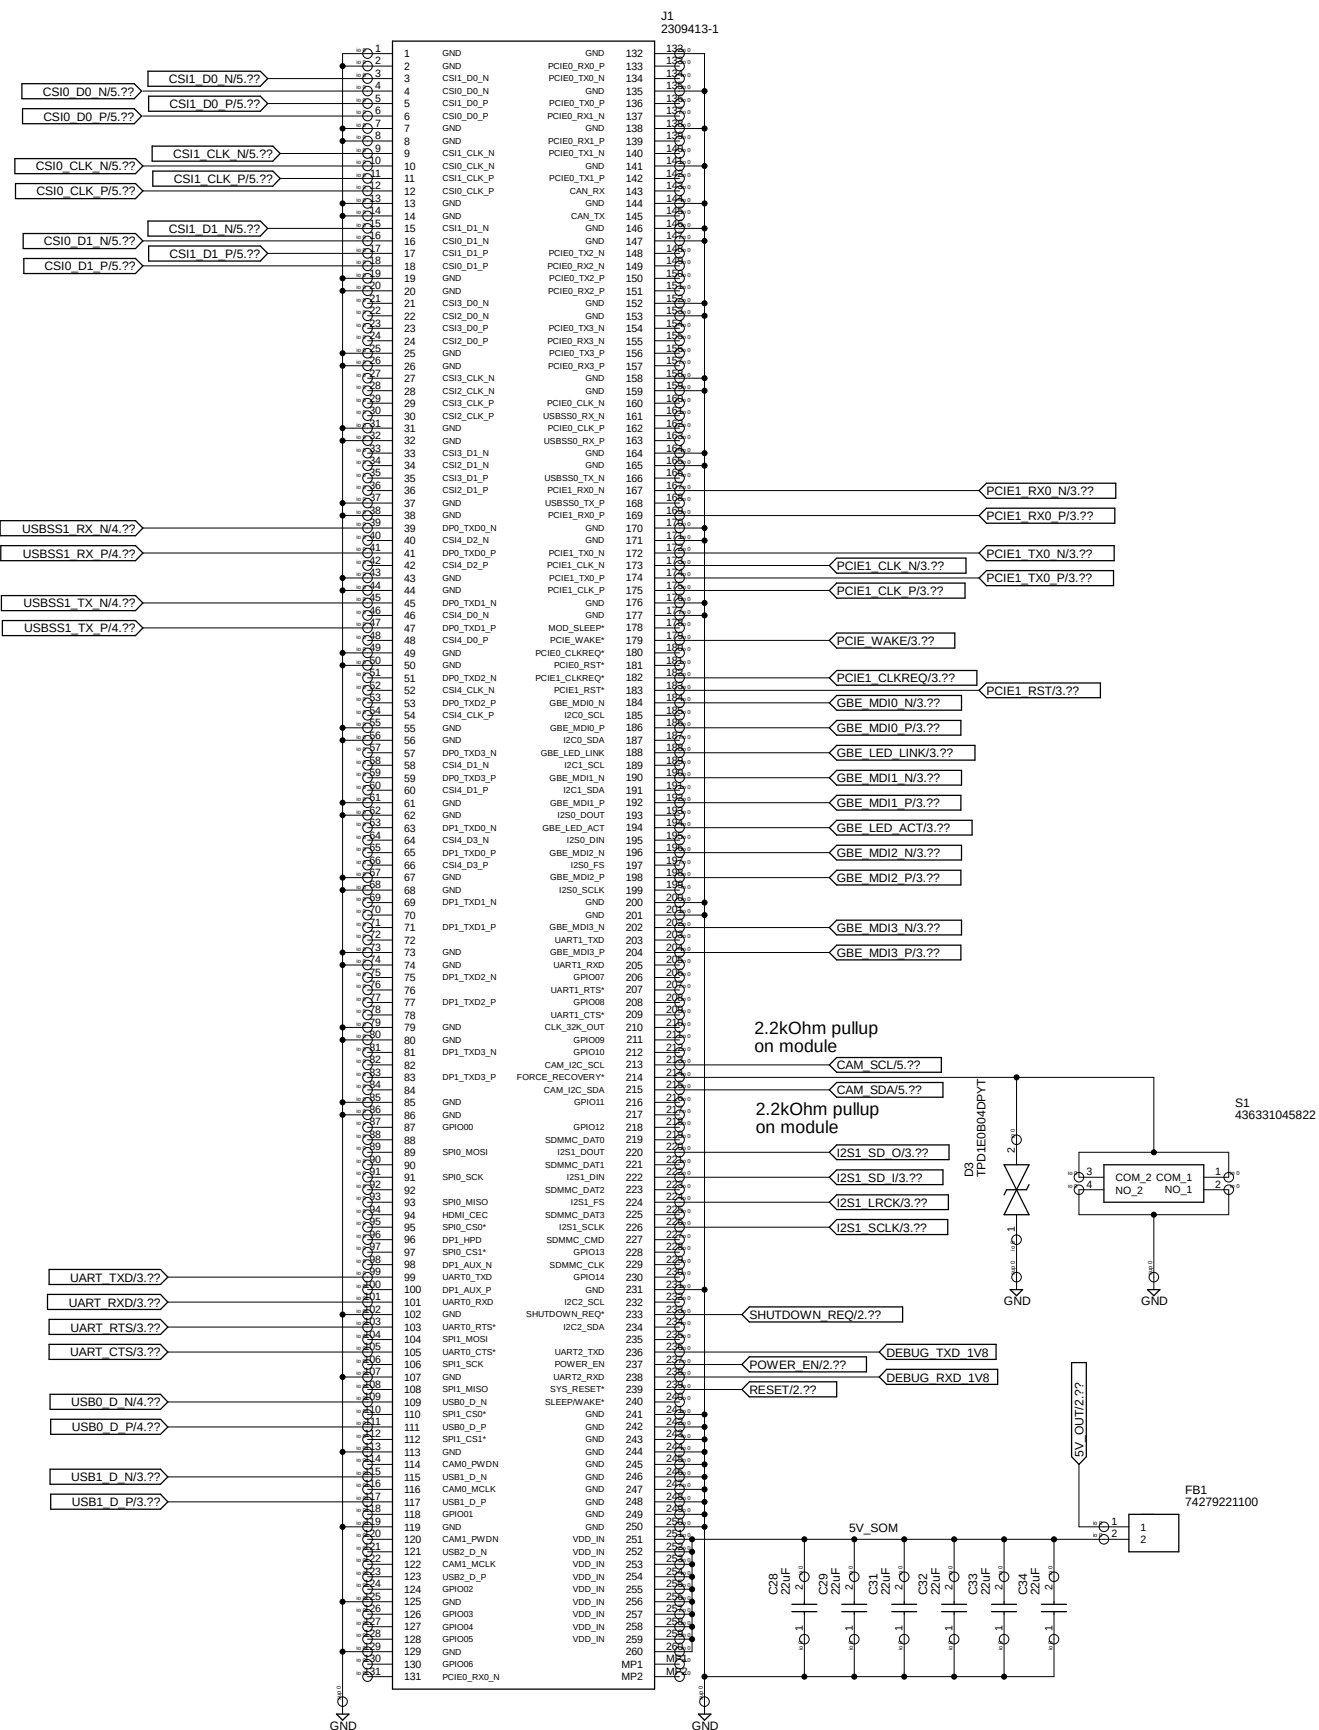 J1
2309413-1
1 GND GND 132
2 GND PCIE0_RX0_P 133
CSI1_D0_N/5.?? 3 CSI1_D0_N PCIE0_TX0_N 134
CSI0_D0_N/5.?? 4 CSI0_D0_N GND 135
CSI1_D0_P/5.?? 5 CSI1_D0_P PCIE0_TX0_P 136
CSI0_D0_P/5.?? 6 CSI0_D0_P PCIE0_RX1_N 137
7 GND GND 138
8 GND PCIE0_RX1_P 139
CSI1_CLK_N/5.?? 9 CSI1_CLK_N PCIE0_TX1_N 140
CSI0_CLK_N/5.?? 10 CSI0_CLK_N GND 141
CSI1_CLK_P/5.?? 11 CSI1_CLK_P PCIE0_TX1_P 142
CSI0_CLK_P/5.?? 12 CSI0_CLK_P CAN_RX 143
13 GND GND 144
14 GND CAN_TX 145
CSI1_D1_N/5.?? 15 CSI1_D1_N GND 146
CSI0_D1_N/5.?? 16 CSI0_D1_N GND 147
CSI1_D1_P/5.?? 17 CSI1_D1_P PCIE0_TX2_N 148
CSI0_D1_P/5.?? 18 CSI0_D1_P PCIE0_RX2_N 149
19 GND PCIE0_TX2_P 150
20 GND PCIE0_RX2_P 151
21 CSI3_D0_N GND 152
22 CSI2_D0_N GND 153
23 CSI3_D0_P PCIE0_TX3_N 154
24 CSI2_D0_P PCIE0_RX3_N 155
25 GND PCIE0_TX3_P 156
26 GND PCIE0_RX3_P 157
27 CSI3_CLK_N GND 158
28 CSI2_CLK_N GND 159
29 CSI3_CLK_P PCIE0_CLK_N 160
30 CSI2_CLK_P USBSS0_RX_N 161
31 GND PCIE0_CLK_P 162
32 GND USBSS0_RX_P 163
33 CSI3_D1_N GND 164
34 CSI2_D1_N GND 165
35 CSI3_D1_P USBSS0_TX_N 166
36 CSI2_D1_P PCIE1_RX0_N 167 PCIE1_RX0_N/3.??
37 GND USBSS0_TX_P 168
38 GND PCIE1_RX0_P 169 PCIE1_RX0_P/3.??
USBSS1_RX_N/4.?? 39 DP0_TXD0_N GND 170
40 CSI4_D2_N GND 171
USBSS1_RX_P/4.?? 41 DP0_TXD0_P PCIE1_TX0_N 172 PCIE1_TX0_N/3.??
42 CSI4_D2_P PCIE1_CLK_N 173 PCIE1_CLK_N/3.??
43 GND PCIE1_TX0_P 174 PCIE1_TX0_P/3.??
44 GND PCIE1_CLK_P 175 PCIE1_CLK_P/3.??
USBSS1_TX_N/4.?? 45 DP0_TXD1_N GND 176
46 CSI4_D0_N GND 177
USBSS1_TX_P/4.?? 47 DP0_TXD1_P MOD_SLEEP* 178
48 CSI4_D0_P PCIE_WAKE* 179 PCIE_WAKE/3.??
49 GND PCIE0_CLKREQ* 180
50 GND PCIE0_RST* 181
51 DP0_TXD2_N PCIE1_CLKREQ* 182 PCIE1_CLKREQ/3.??
52 CSI4_CLK_N PCIE1_RST* 183 PCIE1_RST/3.??
53 DP0_TXD2_P GBE_MDI0_N 184 GBE_MDI0_N/3.??
54 CSI4_CLK_P I2C0_SCL 185
55 GND GBE_MDI0_P 186 GBE_MDI0_P/3.??
56 GND I2C0_SDA 187
57 DP0_TXD3_N GBE_LED_LINK 188 GBE_LED_LINK/3.??
58 CSI4_D1_N I2C1_SCL 189
59 DP0_TXD3_P GBE_MDI1_N 190 GBE_MDI1_N/3.??
60 CSI4_D1_P I2C1_SDA 191
61 GND GBE_MDI1_P 192 GBE_MDI1_P/3.??
62 GND I2S0_DOUT 193
63 DP1_TXD0_N GBE_LED_ACT 194 GBE_LED_ACT/3.??
64 CSI4_D3_N I2S0_DIN 195
65 DP1_TXD0_P GBE_MDI2_N 196 GBE_MDI2_N/3.??
66 CSI4_D3_P I2S0_FS 197
67 GND GBE_MDI2_P 198 GBE_MDI2_P/3.??
68 GND I2S0_SCLK 199
69 DP1_TXD1_N GND 200
70 GND 201
71 DP1_TXD1_P GBE_MDI3_N 202 GBE_MDI3_N/3.??
72 UART1_TXD 203
73 GND GBE_MDI3_P 204 GBE_MDI3_P/3.??
74 GND UART1_RXD 205
75 DP1_TXD2_N GPIO07 206
76 UART1_RTS* 207
77 DP1_TXD2_P GPIO08 208
78 UART1_CTS* 209
79 GND CLK_32K_OUT 210
80 GND GPIO09 211
81 DP1_TXD3_N GPIO10 212
2.2kOhm pullup
on module
82 CAM_I2C_SCL 213 CAM_SCL/5.??
83 DP1_TXD3_P FORCE_RECOVERY* 214
84 CAM_I2C_SDA 215 CAM_SDA/5.??
85 GND GPIO11 216
2.2kOhm pullup
on module
86 GND 217
87 GPIO00 GPIO12 218
88 SDMMC_DAT0 219
89 SPI0_MOSI I2S1_DOUT 220 I2S1_SD_O/3.??
90 SDMMC_DAT1 221
91 SPI0_SCK I2S1_DIN 222 I2S1_SD_I/3.??
92 SDMMC_DAT2 223
93 SPI0_MISO I2S1_FS 224 I2S1_LRCK/3.??
94 HDMI_CEC SDMMC_DAT3 225
95 SPI0_CS0* I2S1_SCLK 226 I2S1_SCLK/3.??
96 DP1_HPD SDMMC_CMD 227
97 SPI0_CS1* GPIO13 228
98 DP1_AUX_N SDMMC_CLK 229
UART_TXD/3.?? 99 UART0_TXD GPIO14 230
100 DP1_AUX_P GND 231
UART_RXD/3.?? 101 UART0_RXD I2C2_SCL 232
102 GND SHUTDOWN_REQ* 233 SHUTDOWN_REQ/2.??
UART_RTS/3.?? 103 UART0_RTS* I2C2_SDA 234
104 SPI1_MOSI 235
UART_CTS/3.?? 105 UART0_CTS* UART2_TXD 236 DEBUG_TXD_1V8
106 SPI1_SCK POWER_EN 237 POWER_EN/2.??
107 GND UART2_RXD 238 DEBUG_RXD_1V8
108 SPI1_MISO SYS_RESET* 239 RESET/2.??
USB0_D_N/4.?? 109 USB0_D_N SLEEP/WAKE* 240
110 SPI1_CS0* GND 241
USB0_D_P/4.?? 111 USB0_D_P GND 242
112 SPI1_CS1* GND 243
113 GND GND 244
114 CAM0_PWDN GND 245
USB1_D_N/3.?? 115 USB1_D_N GND 246
116 CAM0_MCLK GND 247
USB1_D_P/3.?? 117 USB1_D_P GND 248
118 GPIO01 GND 249
119 GND GND 250
120 CAM1_PWDN VDD_IN 251
121 USB2_D_N VDD_IN 252
122 CAM1_MCLK VDD_IN 253
123 USB2_D_P VDD_IN 254
124 GPIO02 VDD_IN 255
125 GND VDD_IN 256
126 GPIO03 VDD_IN 257
127 GPIO04 VDD_IN 258
128 GPIO05 VDD_IN 259
129 GND 260
130 GPIO06 MP1
131 PCIE0_RX0_N MP2
GND
GND
D3
TPD1E0B04DPYT
2
1
GND
S1
436331045822
3 COM_2 COM_1 1
4 NO_2 NO_1 2
GND
5V_OUT/2.??
FB1
74279221100
1 1
2 2
5V_SOM
C28 22uF 2 1
C29 22uF 2 1
C31 22uF 2 1
C32 22uF 2 1
C33 22uF 2 1
C34 22uF 2 1